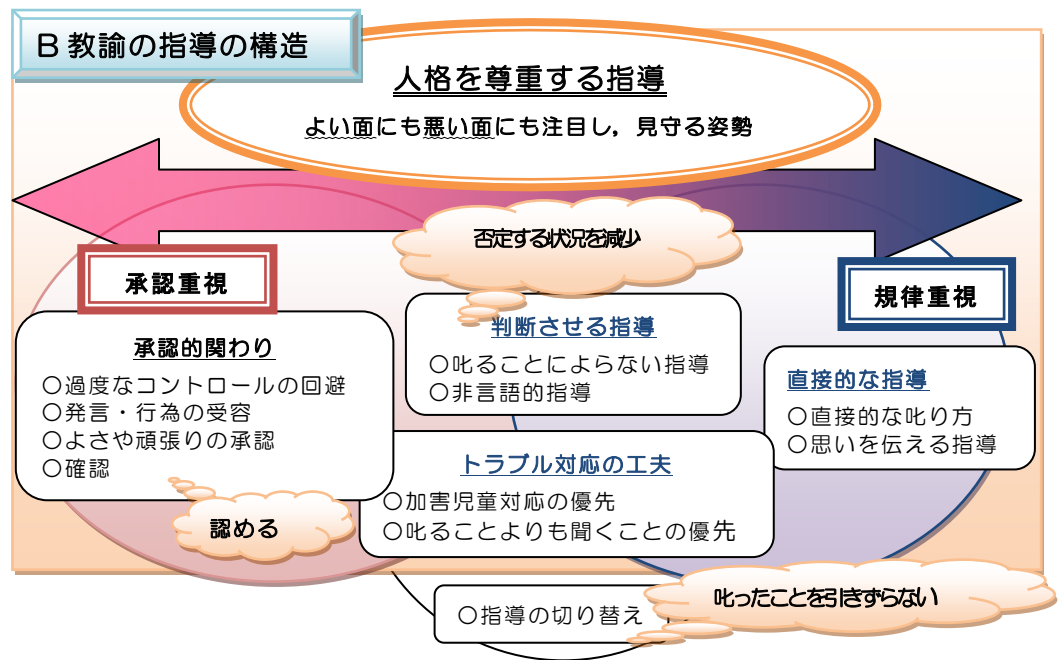 B教諭の指導の構造
人格を尊重する指導
よい面にも悪い面にも注目し，見守る姿勢
否定する状況を減少
承認重視
規律重視
承認的関わり
○過度なコントロールの回避
○発言・行為の受容
○よさや頑張りの承認
○確認
認める
判断させる指導
○叱ることによらない指導
○非言語的指導
直接的な指導
○直接的な叱り方
○思いを伝える指導
トラブル対応の工夫
○加害児童対応の優先
○叱ることよりも聞くことの優先
○指導の切り替え
叱ったことを引きずらない